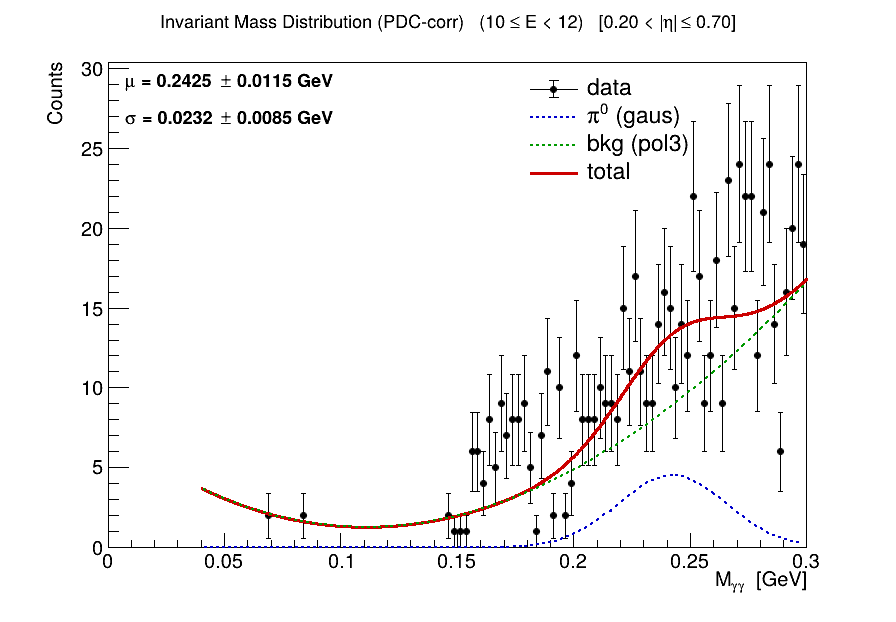 Invariant Mass Distribution (PDC-corr) (10 ≤ E < 12) [0.20 < |η| ≤ 0.70]
Counts
μ = 0.2425 ± 0.0115 GeV
σ = 0.0232 ± 0.0085 GeV
data
π⁰ (gaus)
bkg (pol3)
total
30
25
20
15
10
5
0
0 0.05 0.1 0.15 0.2 0.25 0.3
Mγγ [GeV]